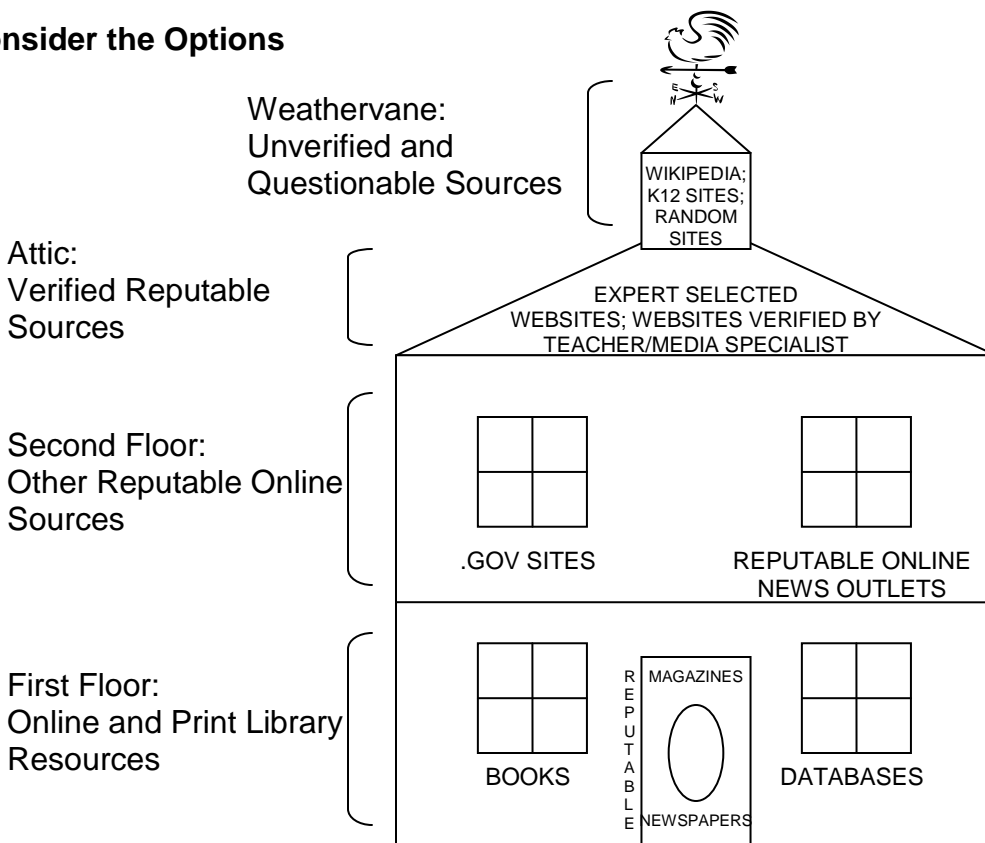 onsider the Options
Weathervane:
Unverified and
Questionable Sources
E S
N W
WIKIPEDIA;
K12 SITES;
RANDOM
SITES
Attic:
Verified Reputable
Sources
EXPERT SELECTED
WEBSITES; WEBSITES VERIFIED BY
TEACHER/MEDIA SPECIALIST
Second Floor:
Other Reputable Online
Sources
.GOV SITES
REPUTABLE ONLINE
NEWS OUTLETS
First Floor:
Online and Print Library
Resources
BOOKS
REPUTABLE
MAGAZINES
NEWSPAPERS
DATABASES